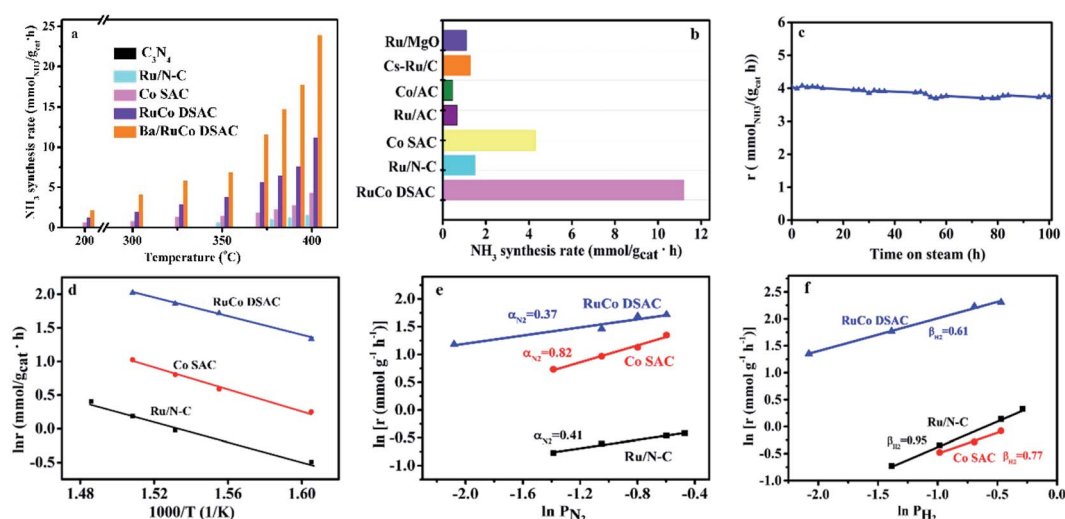 a
NH3 synthesis rate (mmolNH3/gcat h)
25
20
15
10
5
0
C3N4
Ru/N-C
Co SAC
RuCo DSAC
Ba/RuCo DSAC
200 300 350 400
Temperature (°C)
b
Ru/MgO
Cs-Ru/C
Co/AC
Ru/AC
Co SAC
Ru/N-C
RuCo DSAC
0 2 4 6 8 10 12
NH3 synthesis rate (mmol/gcat · h)
c
r ( mmolNH3/(gcat h)
8
6
4
2
0
0 20 40 60 80 100
Time on steam (h)
d
lnr (mmol/gcat · h)
2.0
1.5
1.0
0.5
0.0
-0.5
RuCo DSAC
Co SAC
Ru/N-C
1.48 1.52 1.56 1.60
1000/T (1/K)
e
ln [r (mmol g-1 h-1)]
2.0
1.5
1.0
0.5
0.0
-0.5
-1.0
RuCo DSAC
αN2=0.37
αN2=0.82
Co SAC
αN2=0.41
Ru/N-C
-2.0 -1.5 -1.0 -0.5
ln PN2
f
ln [r (mmol g-1 h-1)]
2.5
2.0
1.5
1.0
0.5
0.0
-0.5
-1.0
RuCo DSAC
βH2=0.61
Ru/N-C
βH2=0.95
Co SAC
βH2=0.77
-2.0 -1.5 -1.0 -0.5 0.0
ln PH2